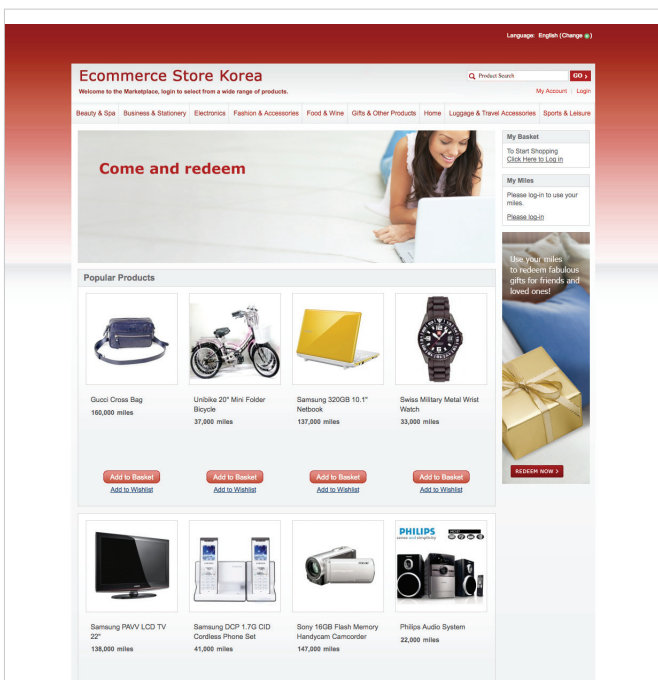 Language: English (Change)
Ecommerce Store Korea
Product Search
GO >
Welcome to the Marketplace, login to select from a wide range of products.
My Account | Login
Beauty & Spa Business & Stationery Electronics Fashion & Accessories Food & Wine Gifts & Other Products Home Luggage & Travel Accessories Sports & Leisure
Come and redeem
My Basket
To Start Shopping
Click Here to Log in
My Miles
Please log-in to use your
miles.
Please log-in
Use your miles
to redeem fabulous
gifts for friends and
loved ones!
REDEEM NOW >
Popular Products
Gucci Cross Bag
160,000 miles
Unibike 20" Mini Folder
Bicycle
37,000 miles
Samsung 320GB 10.1"
Netbook
137,000 miles
Swiss Military Metal Wrist
Watch
33,000 miles
Add to Basket Add to Basket Add to Basket Add to Basket
Add to Wishlist Add to Wishlist Add to Wishlist Add to Wishlist
PHILIPS
sense and simplicity
Samsung PAVV LCD TV
22"
138,000 miles
Samsung DCP 1.7G CID
Cordless Phone Set
41,000 miles
Sony 16GB Flash Memory
Handycam Camcorder
147,000 miles
Philips Audio System
22,000 miles